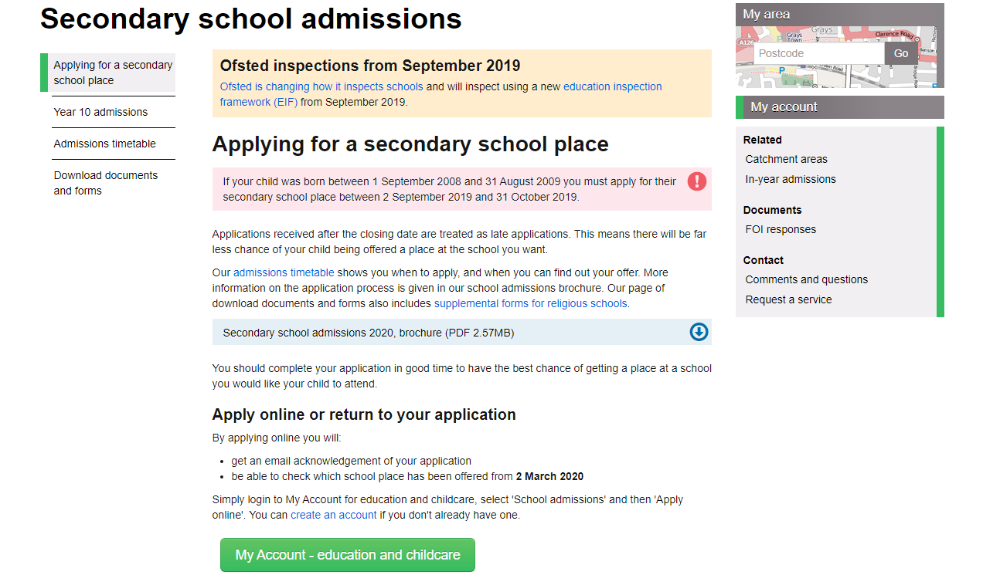 Secondary school admissions
Applying for a secondary
school place
Year 10 admissions
Admissions timetable
Download documents
and forms
Ofsted inspections from September 2019
Ofsted is changing how it inspects schools and will inspect using a new education inspection
framework (EIF) from September 2019.
Applying for a secondary school place
If your child was born between 1 September 2008 and 31 August 2009 you must apply for their
secondary school place between 2 September 2019 and 31 October 2019.
Applications received after the closing date are treated as late applications. This means there will be far
less chance of your child being offered a place at the school you want.
Our admissions timetable shows you when to apply, and when you can find out your offer. More
information on the application process is given in our school admissions brochure. Our page of
download documents and forms also includes supplemental forms for religious schools.
Secondary school admissions 2020, brochure (PDF 2.57MB)
You should complete your application in good time to have the best chance of getting a place at a school
you would like your child to attend.
Apply online or return to your application
By applying online you will:
• get an email acknowledgement of your application
• be able to check which school place has been offered from 2 March 2020
Simply login to My Account for education and childcare, select 'School admissions' and then 'Apply
online'. You can create an account if you don't already have one.
My Account - education and childcare
My area
Grays
Grays
Town
Clarence Road
A126
Postcode
Go
P
My account
Related
Catchment areas
In-year admissions
Documents
FOI responses
Contact
Comments and questions
Request a service